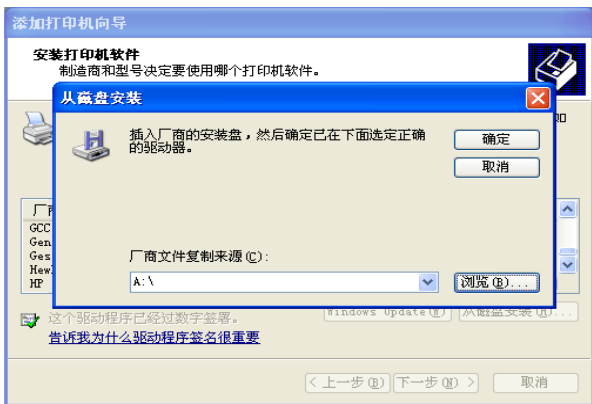 添加打印机向导
安装打印机软件
制造商和型号决定要使用哪个打印机软件。
从磁盘安装
插入厂商的安装盘，然后确定已在下面选定正确
的驱动器。
确定
取消
厂
GCC
Gen
Ges
Hew
HP
厂商文件复制来源(C):
A:\
浏览(B)...
这个驱动程序已经过数字签署。
Windows Update(W)
从磁盘安装(H)...
告诉我为什么驱动程序签名很重要
< 上一步(B)
下一步(N) >
取消